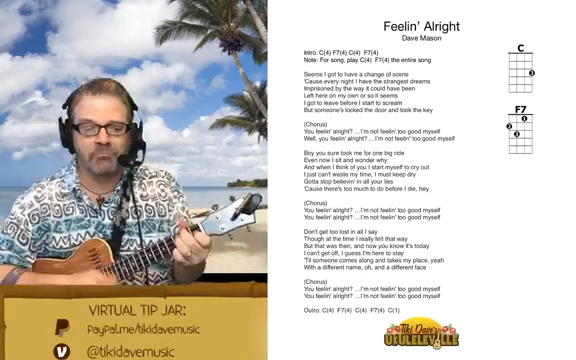 Feelin' Alright
Dave Mason
Intro: C(4) F7(4) C(4)  F7(4)
Note: For song, play C(4)  F7(4) the entire song
Seems I got to have a change of scene
'Cause every night I have the strangest dreams
Imprisoned by the way it could have been
Left here on my own or so it seems
I got to leave before I start to scream
But someone's locked the door and took the key
(Chorus)
You feelin' alright? …I'm not feelin' too good myself
Well, you feelin' alright? …I'm not feelin' too good myself
Boy you sure took me for one big ride
Even now I sit and wonder why
And when I think of you I start myself to cry out
I just can't waste my time, I must keep dry
Gotta stop believin' in all your lies
'Cause there's too much to do before I die, hey
(Chorus)
You feelin' alright? …I'm not feelin' too good myself
You feelin' alright? …I'm not feelin' too good myself
Don't get too lost in all I say
Though at the time I really felt that way
But that was then, and now you know it's today
I can't get off, I guess I'm here to stay
'Til someone comes along and takes my place, yeah
With a different name, oh, and a different face
(Chorus)
You feelin' alright? …I'm not feelin' too good myself
You feelin' alright? …I'm not feelin' too good myself
Outro: C(4)  F7(4)  C(4)  F7(4)  C(1)
C
3
F7
1
2
3
Tiki Dave's
UKULELEVILLE
VIRTUAL TIP JAR:
PayPal.me/tikidavemusic
@tikidavemusic